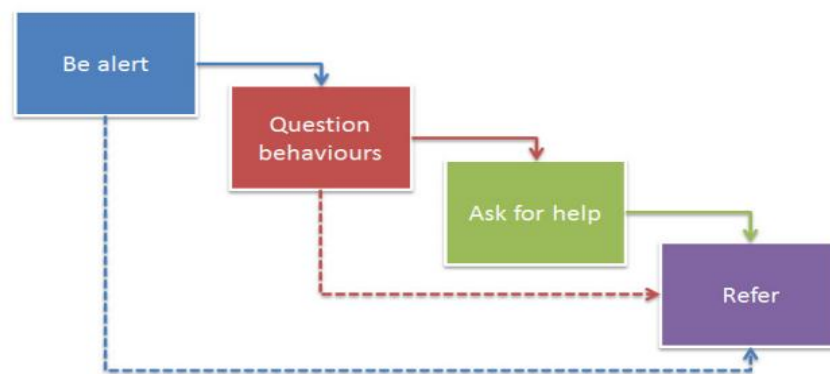 Be alert
Question
behaviours
Ask for help
Refer